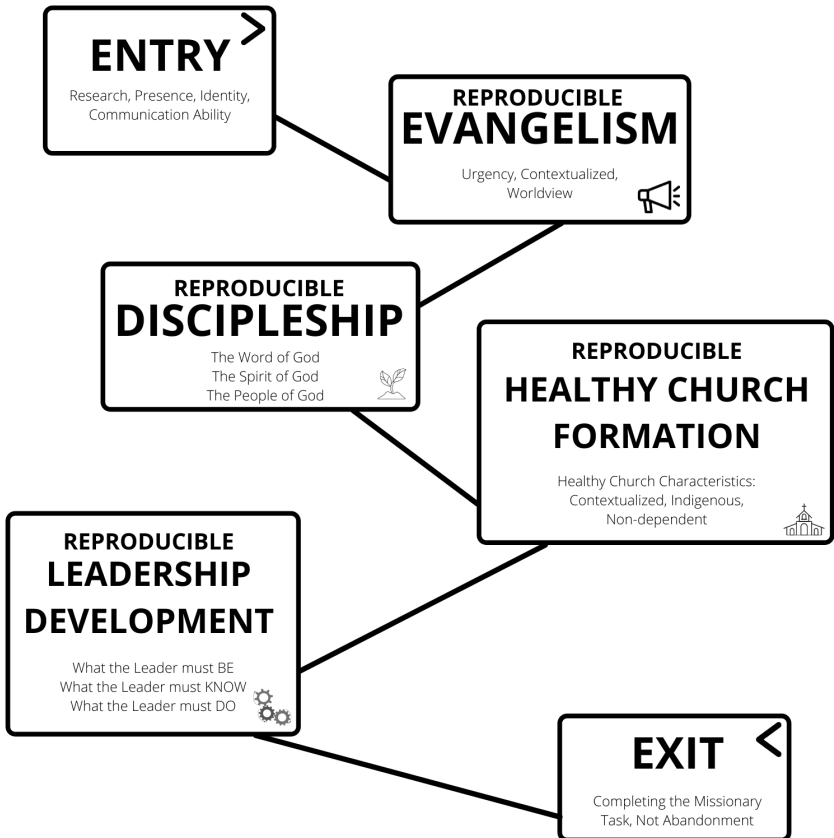 ENTRY
Research, Presence, Identity,
Communication Ability
REPRODUCIBLE
EVANGELISM
Urgency, Contextualized,
Worldview
REPRODUCIBLE
DISCIPLESHIP
The Word of God
The Spirit of God
The People of God
REPRODUCIBLE
HEALTHY CHURCH
FORMATION
Healthy Church Characteristics:
Contextualized, Indigenous,
Non-dependent
REPRODUCIBLE
LEADERSHIP
DEVELOPMENT
What the Leader must BE
What the Leader must KNOW
What the Leader must DO
EXIT
Completing the Missionary
Task, Not Abandonment